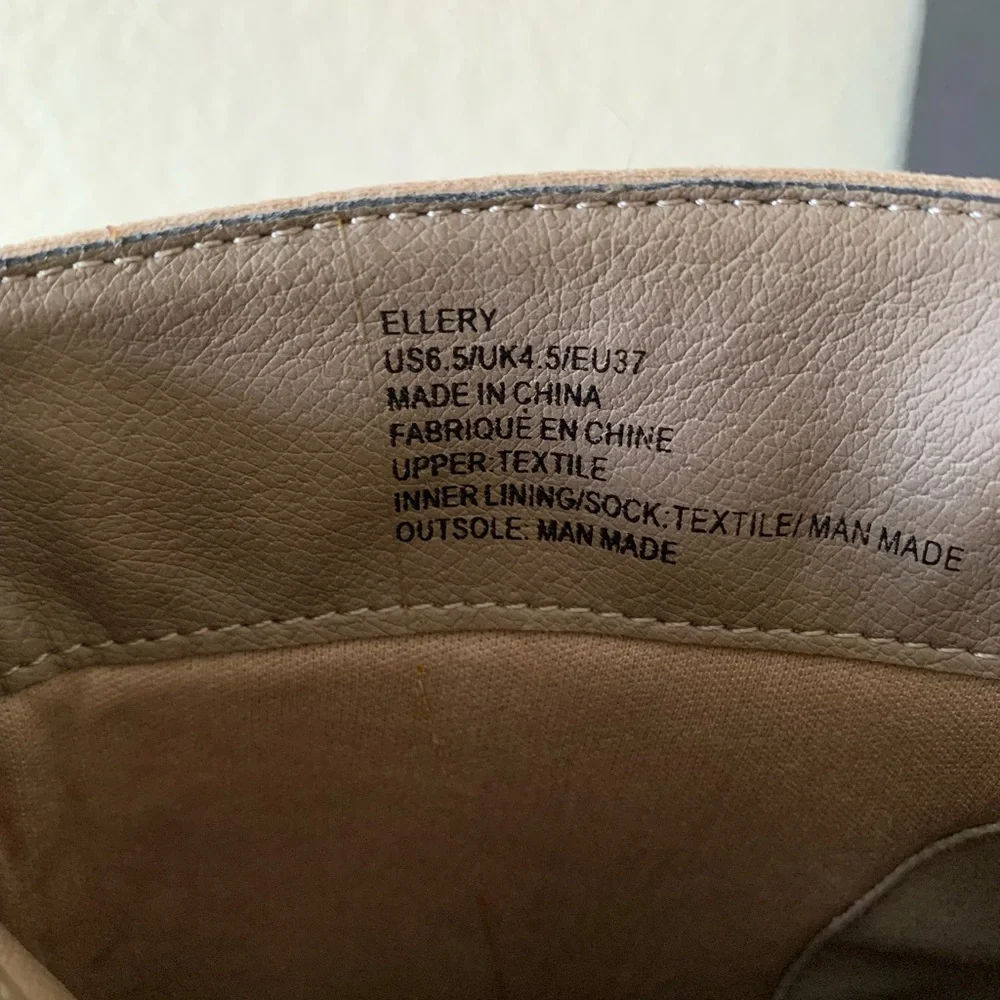 ELLERY
US6.5/UK4.5/EU37
MADE IN CHINA
FABRIQUÉ EN CHINE
UPPER:TEXTILE
INNER LINING/SOCK:TEXTILE/ MAN MADE
OUTSOLE: MAN MADE